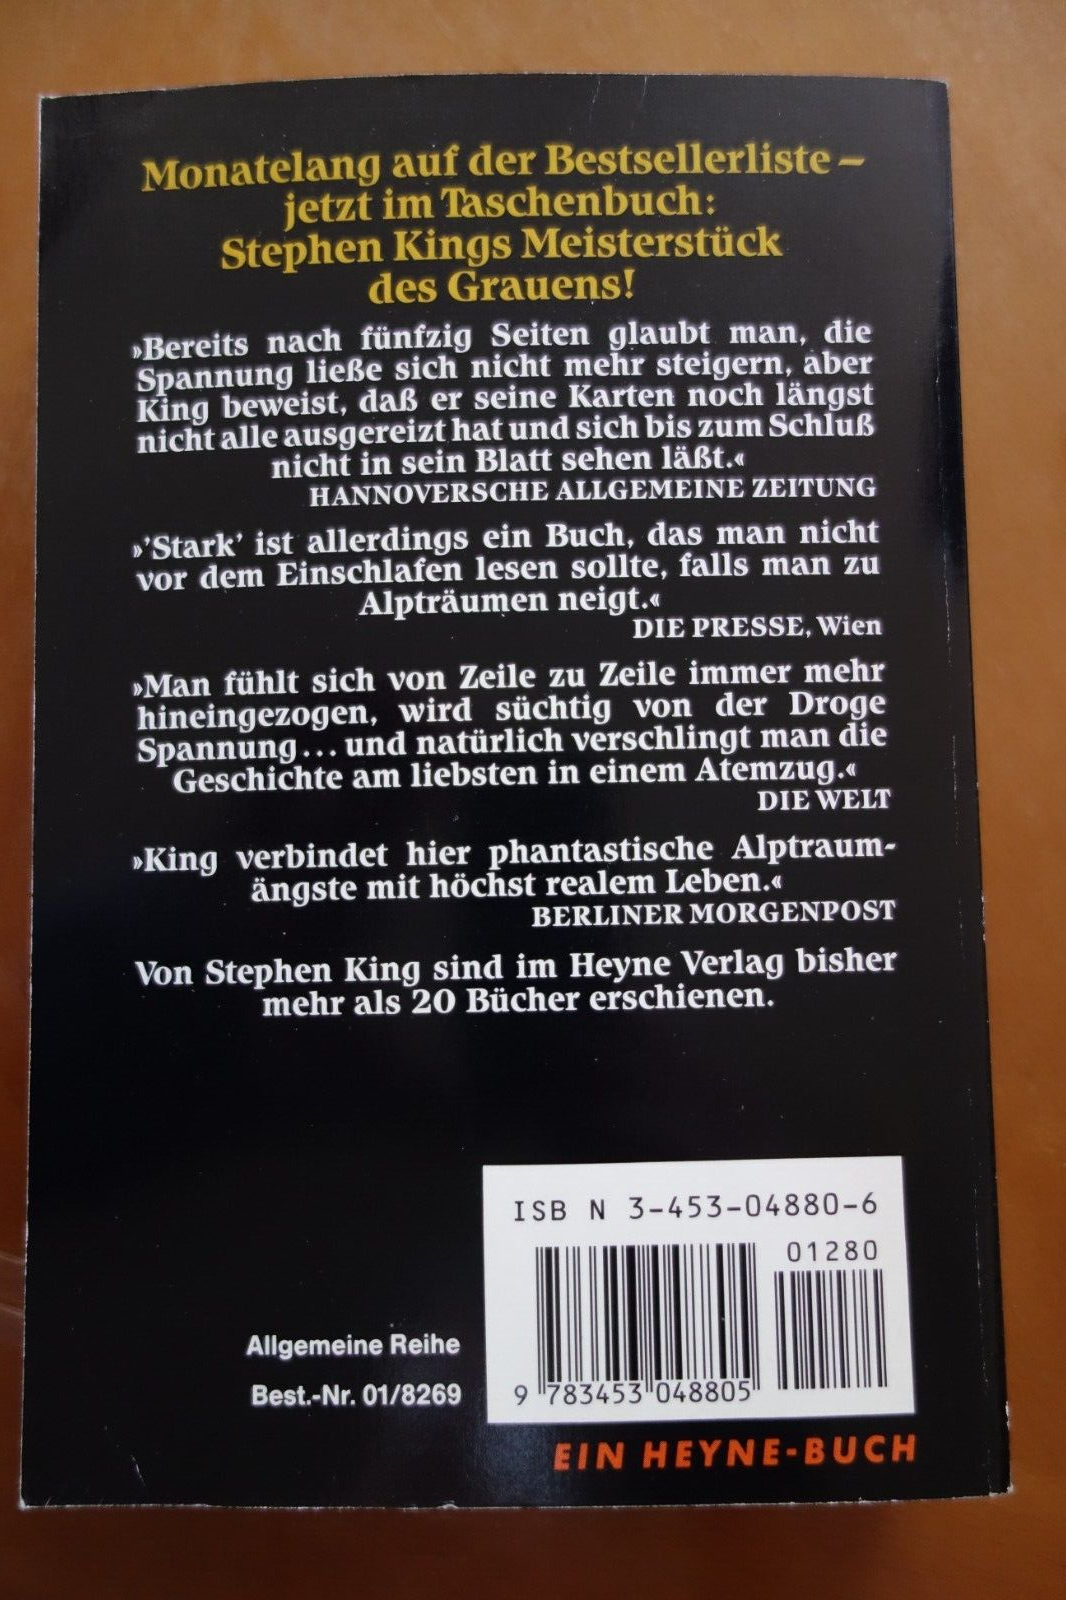 Monatelang auf der Bestsellerliste –
jetzt im Taschenbuch:
Stephen Kings Meisterstück
des Grauens!
»Bereits nach fünfzig Seiten glaubt man, die
Spannung ließe sich nicht mehr steigern, aber
King beweist, daß er seine Karten noch längst
nicht alle ausgereizt hat und sich bis zum Schluß
nicht in sein Blatt sehen läßt.«
HANNOVERSCHE ALLGEMEINE ZEITUNG
»’Stark’ ist allerdings ein Buch, das man nicht
vor dem Einschlafen lesen sollte, falls man zu
Alpträumen neigt.«
DIE PRESSE, Wien
»Man fühlt sich von Zeile zu Zeile immer mehr
hineingezogen, wird süchtig von der Droge
Spannung... und natürlich verschlingt man die
Geschichte am liebsten in einem Atemzug.«
DIE WELT
»King verbindet hier phantastische Alptraum-
ängste mit höchst realem Leben.«
BERLINER MORGENPOST
Von Stephen King sind im Heyne Verlag bisher
mehr als 20 Bücher erschienen.
ISB N 3-453-04880-6
01280
9 783453 048805
Allgemeine Reihe
Best.-Nr. 01/8269
EIN HEYNE-BUCH